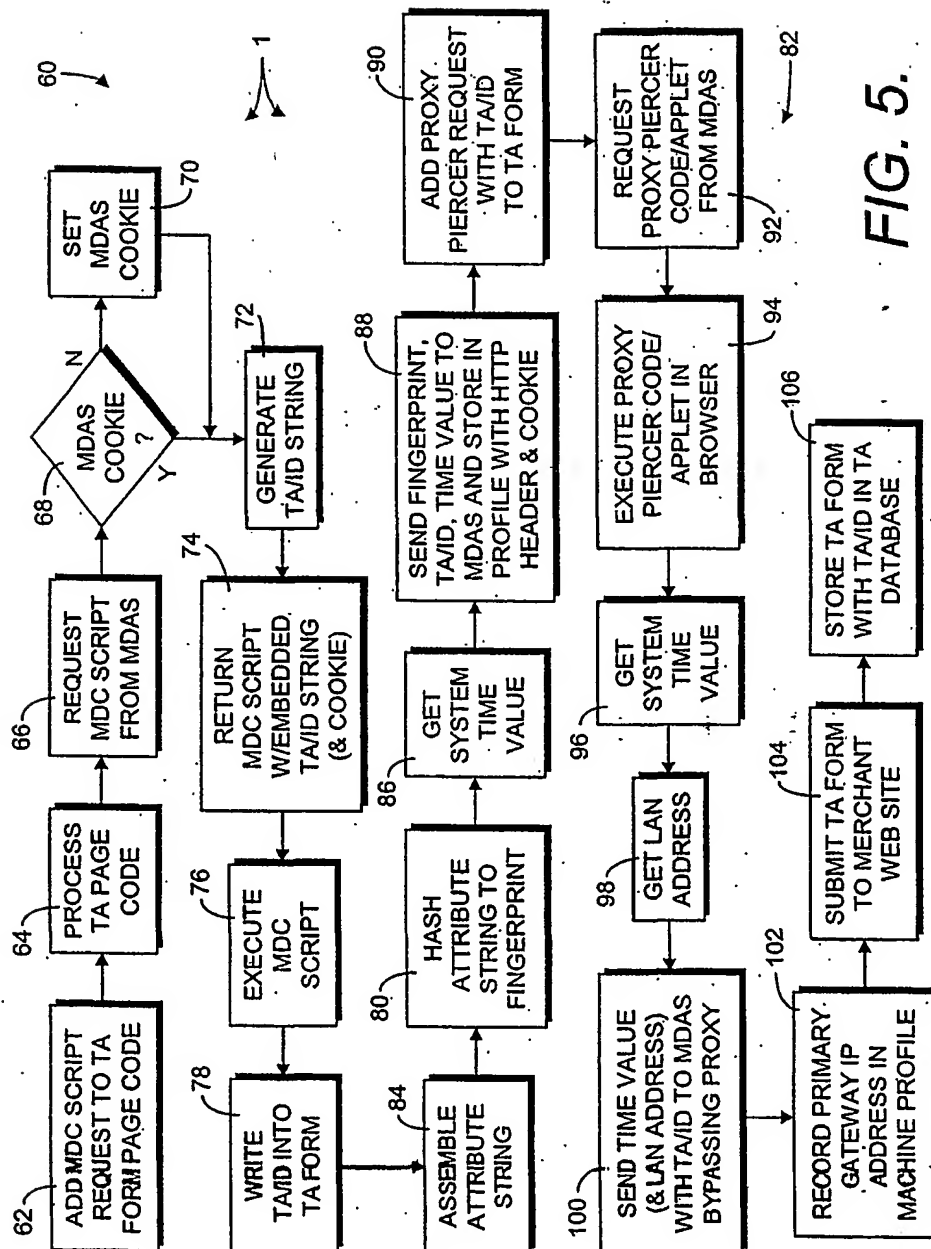 60
1
62
ADD MDC SCRIPT
REQUEST TO TA
FORM PAGE CODE
64
PROCESS
TA PAGE
CODE
66
REQUEST
MDC SCRIPT
FROM MDAS
68
MDAS
COOKIE
?
N
Y
SET
MDAS
COOKIE
70
GENERATE
TA/ID STRING
72
74
RETURN
MDC SCRIPT
W/EMBEDDED
TA/ID STRING
(& COOKIE)
76
EXECUTE
MDC
SCRIPT
78
WRITE
TA/ID INTO
TA FORM
84
ASSEMBLE
ATTRIBUTE
STRING
80
HASH
ATTRIBUTE
STRING TO
FINGERPRINT
86
GET
SYSTEM
TIME
VALUE
88
SEND FINGERPRINT,
TA/ID, TIME VALUE TO
MDAS AND STORE IN
PROFILE WITH HTTP
HEADER & COOKIE
90
ADD PROXY
PIERCER REQUEST
WITH TA/ID
TO TA FORM
REQUEST
PROXY PIERCER
CODE/APPLET
FROM MDAS
92
82
EXECUTE PROXY
PIERCER CODE/
APPLET IN
BROWSER
94
GET
SYSTEM
TIME
VALUE
96
98
GET LAN
ADDRESS
100
SEND TIME VALUE
(& LAN ADDRESS)
WITH TA/ID TO MDAS
BYPASSING PROXY
102
RECORD PRIMARY
GATEWAY IP
ADDRESS IN
MACHINE PROFILE
104
SUBMIT TA FORM
TO MERCHANT
WEB SITE
106
STORE TA FORM
WITH TA/ID IN TA
DATABASE
FIG. 5.